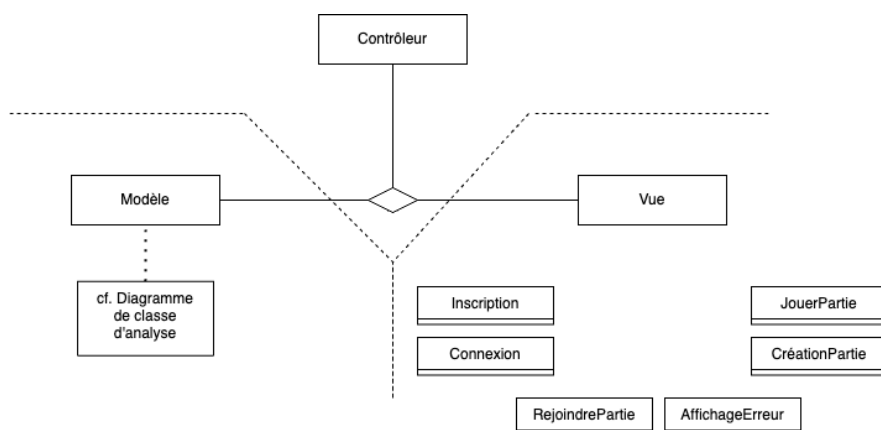 Contrôleur
Modèle
Vue
cf. Diagramme
de classe
d'analyse
Inscription
JouerPartie
Connexion
CréationPartie
RejoindrePartie
AffichageErreur